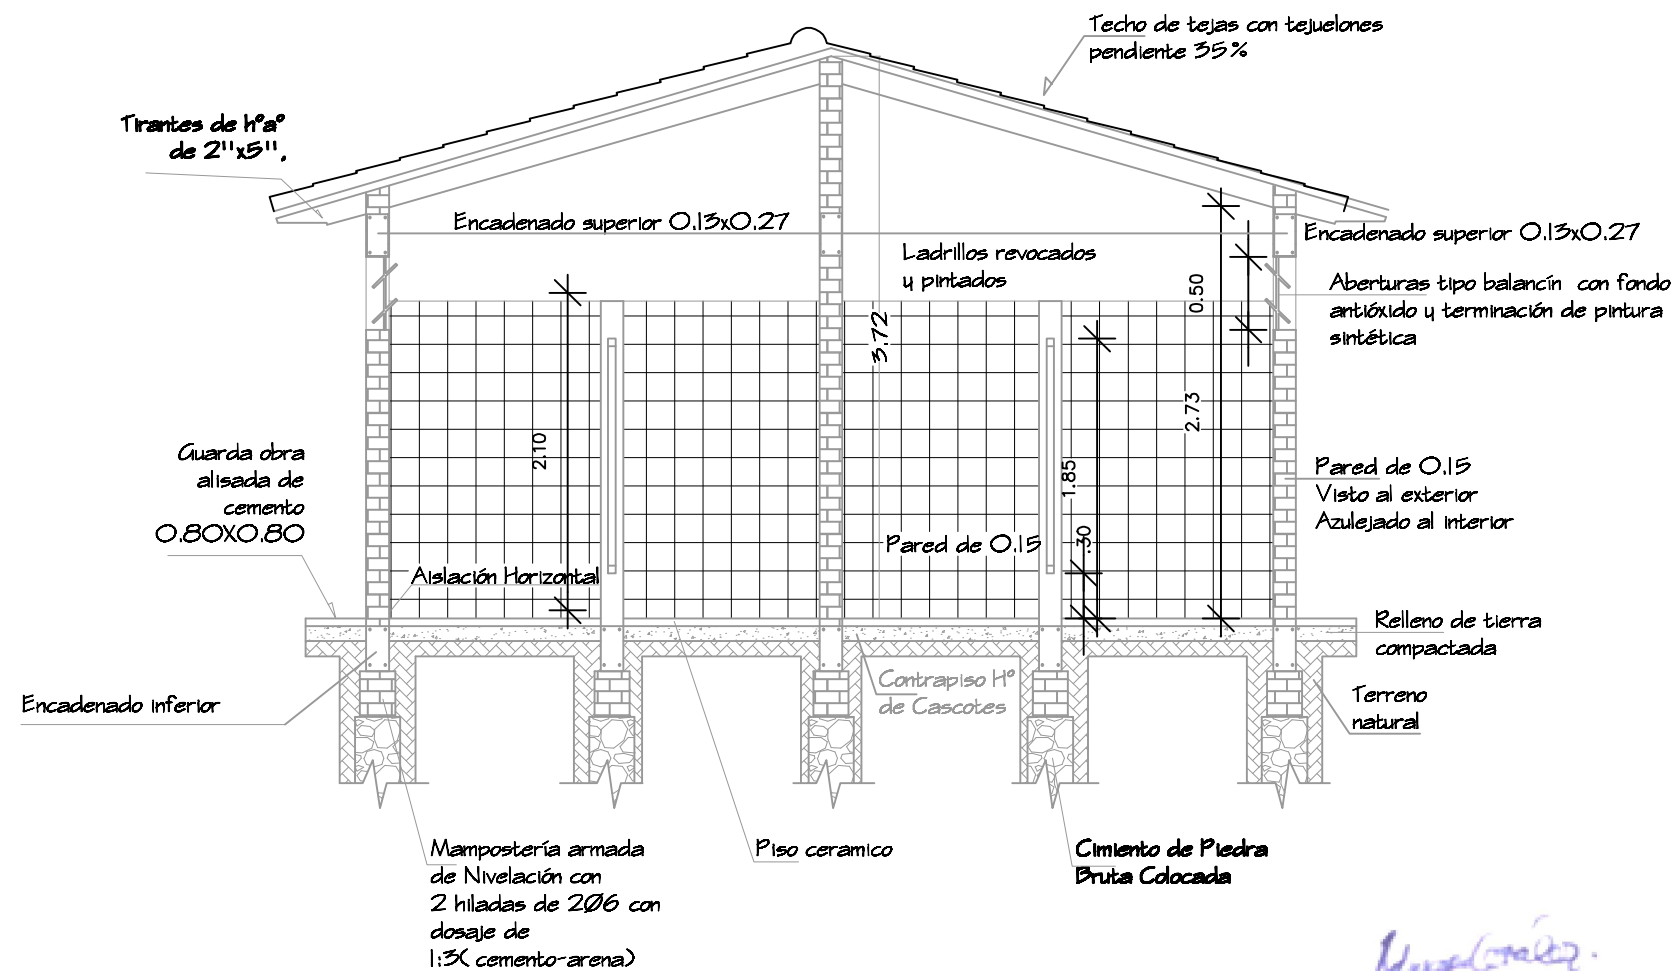 Techo de tejas con tejuelones
pendiente 35%
Tirantes de hºaº
de 2''x5''.
Encadenado superior 0.13x0.27
Encadenado superior 0.13x0.27
Ladrillos revocados
y pintados
Aberturas tipo balancín con fondo
antióxido y terminación de pintura
sintética
0.50
3.72
2.73
2.10
1.85
.30
Guarda obra
alisada de
cemento
0.80X0.80
Pared de 0.15
Visto al exterior
Azulejado al interior
Pared de 0.15
Aislación Horizontal
Relleno de tierra
compactada
Contrapiso Hº
de Cascotes
Terreno
natural
Encadenado inferior
Mampostería armada
de Nivelación con
2 hiladas de 2Ø6 con
dosaje de
1:3( cemento-arena)
Piso ceramico
Cimiento de Piedra
Bruta Colocada